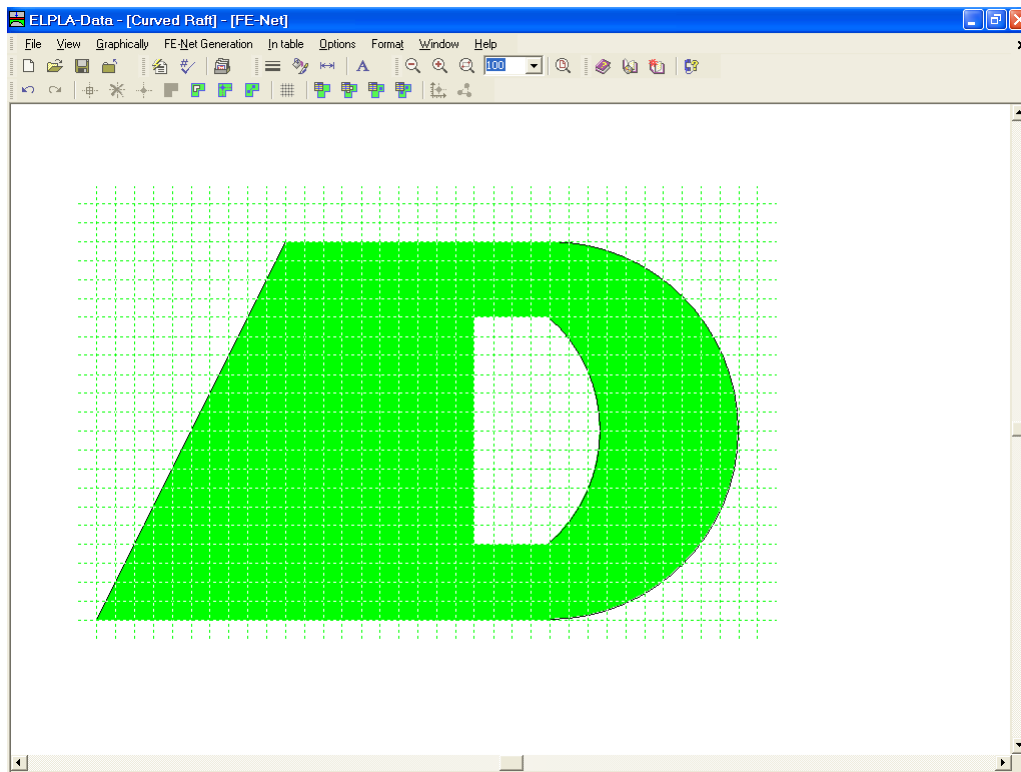 ELPLA-Data - [Curved Raft] - [FE-Net]
File View Graphically FE-Net Generation In table Options Format Window Help
A 100